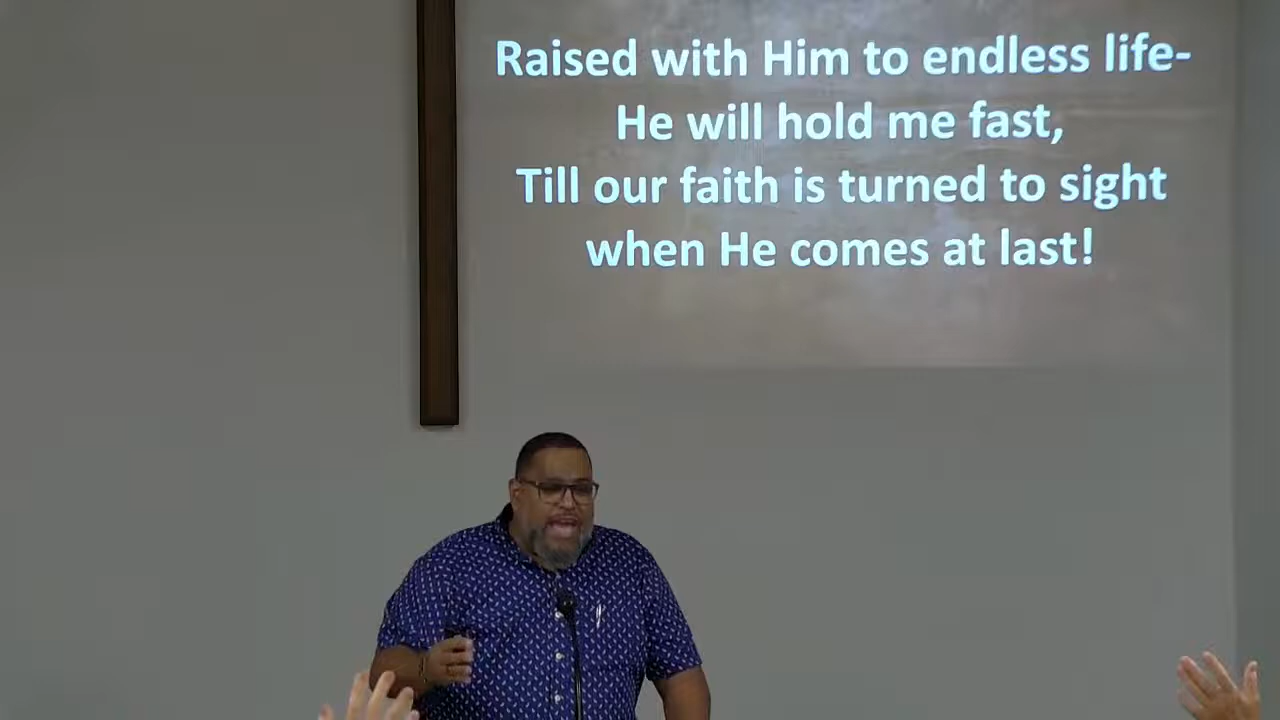 Raised with Him to endless life-
He will hold me fast,
Till our faith is turned to sight
when He comes at last!